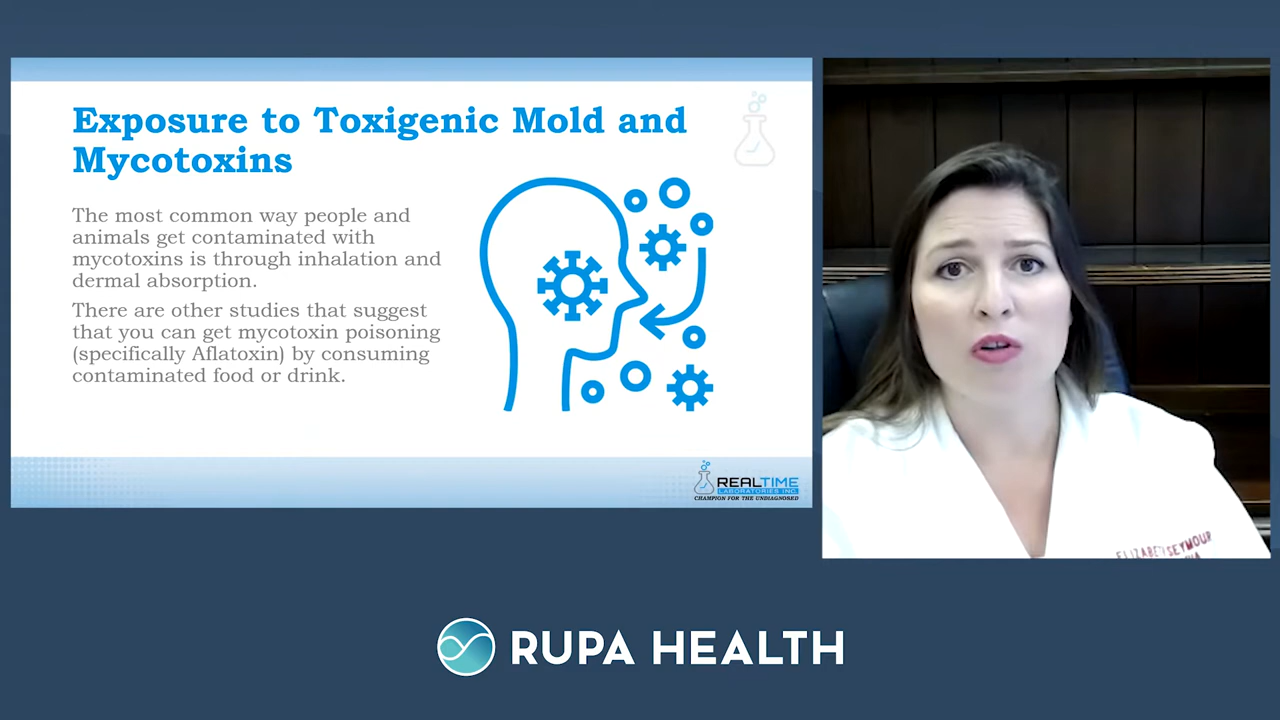 Exposure to Toxigenic Mold and
Mycotoxins
The most common way people and
animals get contaminated with
mycotoxins is through inhalation and
dermal absorption.
There are other studies that suggest
that you can get mycotoxin poisoning
(specifically Aflatoxin) by consuming
contaminated food or drink.
REALTIME
LABORATORIES INC.
CHAMPION FOR THE UNDIAGNOSED
SEYMOUR
RUPA HEALTH